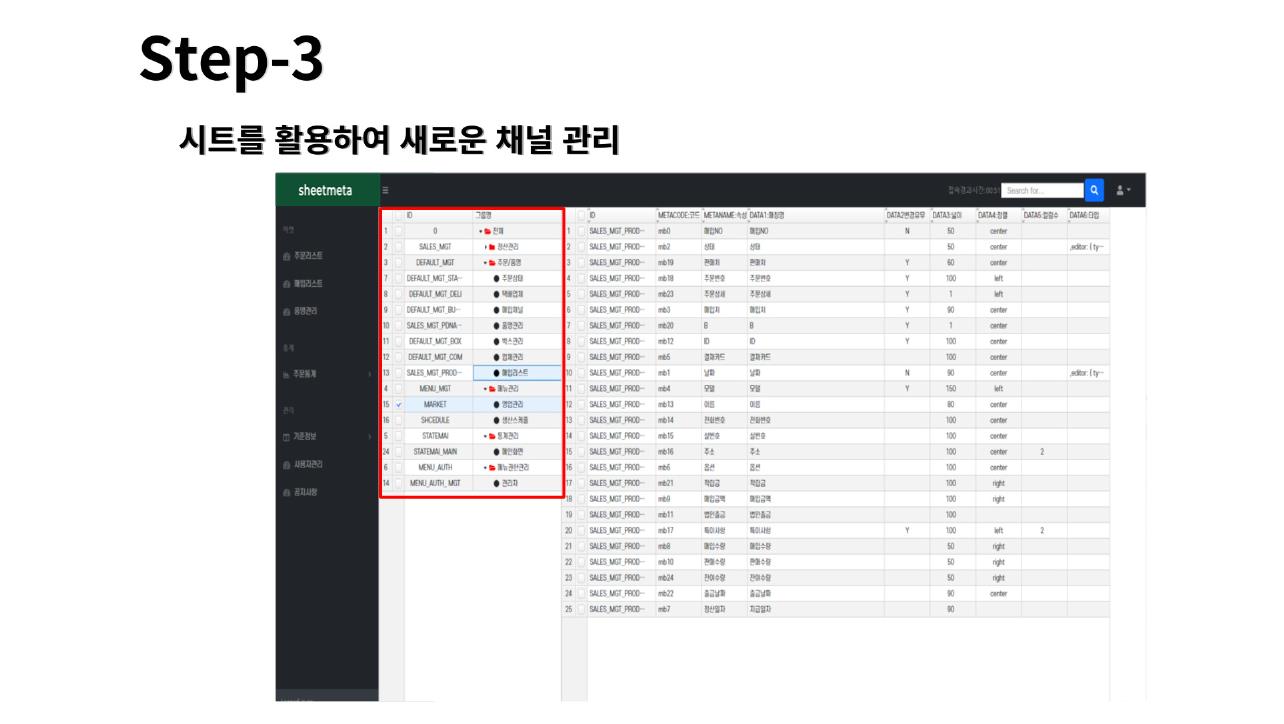 Step-3
시트를 활용하여 새로운 채널 관리
sheetmeta
접속경과시간:00:51 Search for...
마켓
주문리스트
매입리스트
품명관리
통계
주문통계
관리
기준정보
사용자관리
공지사항
ID 그룹명
1 0 전체
2 SALES_MGT 정산관리
3 DEFAULT_MGT 주문/품명
7 DEFAULT_MGT_STA··· 주문상태
8 DEFAULT_MGT_DELI 택배업체
9 DEFAULT_MGT_BU··· 매입채널
10 SALES_MGT_PDNA··· 품명관리
11 DEFAULT_MGT_BOX 박스관리
12 DEFAULT_MGT_COM 업체관리
13 SALES_MGT_PROD··· 매입리스트
4 MENU_MGT 메뉴관리
15 MARKET 영업관리
16 SHCEDULE 생산스케줄
5 STATEMAI 통계관리
24 STATEMAI_MAIN 메인화면
6 MENU_AUTH 메뉴권한관리
14 MENU_AUTH_MGT 관리자
ID METACODE:코드 METANAME:속성 DATA1:매칭명 DATA2변경유무 DATA3:넓이 DATA4:정렬 DATA5:컬럼수 DATA6:타입
1 SALES_MGT_PROD··· mb0 매입NO 매입NO N 50 center
2 SALES_MGT_PROD··· mb2 상태 상태 50 center ,editor: { ty···
3 SALES_MGT_PROD··· mb19 판매처 판매처 Y 60 center
4 SALES_MGT_PROD··· mb18 주문번호 주문번호 Y 100 left
5 SALES_MGT_PROD··· mb23 주문상세 주문상세 Y 1 left
6 SALES_MGT_PROD··· mb3 매입처 매입처 Y 90 center
7 SALES_MGT_PROD··· mb20 B B Y 1 center
8 SALES_MGT_PROD··· mb12 ID ID Y 100 center
9 SALES_MGT_PROD··· mb5 결재카드 결재카드 100 center
10 SALES_MGT_PROD··· mb1 날짜 날짜 N 90 center ,editor: { ty···
11 SALES_MGT_PROD··· mb4 모델 모델 Y 150 left
12 SALES_MGT_PROD··· mb13 이름 이름 80 center
13 SALES_MGT_PROD··· mb14 전화번호 전화번호 100 center
14 SALES_MGT_PROD··· mb15 샵번호 샵번호 100 center
15 SALES_MGT_PROD··· mb16 주소 주소 100 center 2
16 SALES_MGT_PROD··· mb6 옵션 옵션 100 center
17 SALES_MGT_PROD··· mb21 적립금 적립금 100 right
18 SALES_MGT_PROD··· mb9 매입금액 매입금액 100 right
19 SALES_MGT_PROD··· mb11 법인출금 법인출금 100
20 SALES_MGT_PROD··· mb17 특이사항 특이사항 Y 100 left 2
21 SALES_MGT_PROD··· mb8 매입수량 매입수량 50 right
22 SALES_MGT_PROD··· mb10 판매수량 판매수량 50 right
23 SALES_MGT_PROD··· mb24 잔여수량 잔여수량 50 right
24 SALES_MGT_PROD··· mb22 출금날짜 출금날짜 90 center
25 SALES_MGT_PROD··· mb7 정산일자 지급일자 90